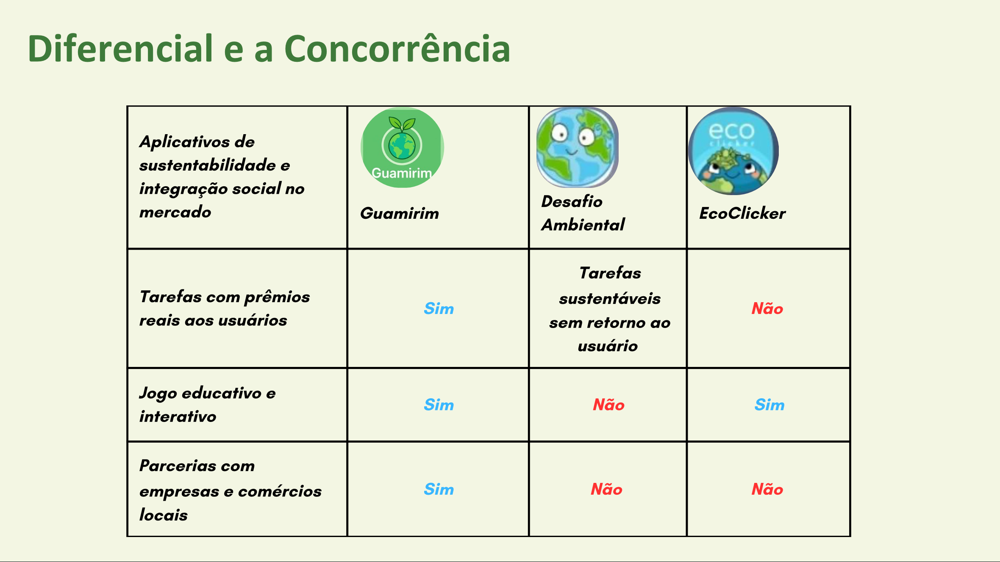 Diferencial e a Concorrência
Aplicativos de
sustentabilidade e
integração social no
mercado
Guamirim
Guamirim
Desafio
Ambiental
eco
clicker
EcoClicker
Tarefas com prêmios
reais aos usuários
Sim
Tarefas
sustentáveis
sem retorno ao
usuário
Não
Jogo educativo e
interativo
Sim
Não
Sim
Parcerias com
empresas e comércios
locais
Sim
Não
Não